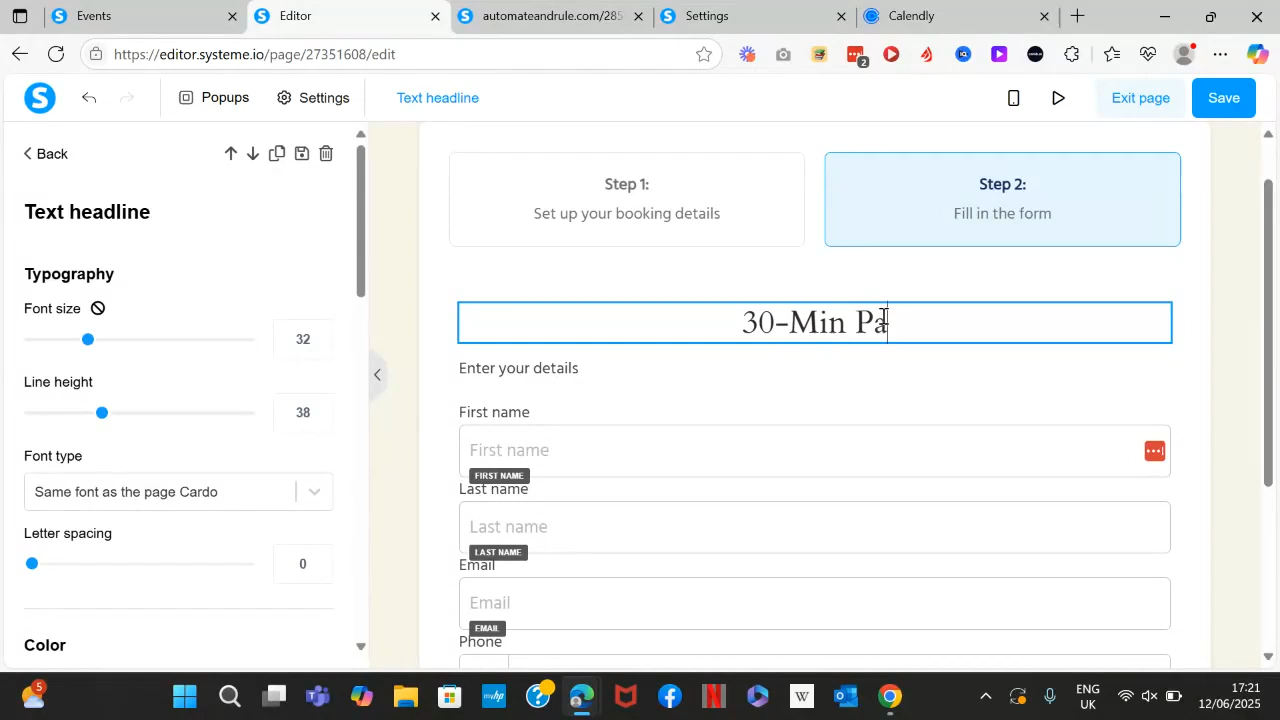 Events
Editor
automateandrule.com/285
Settings
Calendly
https://editor.systeme.io/page/27351608/edit
2
S
Popups
Settings
Text headline
Exit page
Save
Back
Text headline
Typography
Font size
32
Line height
38
Font type
Same font as the page Cardo
Letter spacing
0
Color
Step 1:
Set up your booking details
Step 2:
Fill in the form
30-Min Pa
Enter your details
First name
First name
FIRST NAME
Last name
Last name
LAST NAME
Email
Email
EMAIL
Phone
5
myhp
W
ENG
UK
17:21
12/06/2025